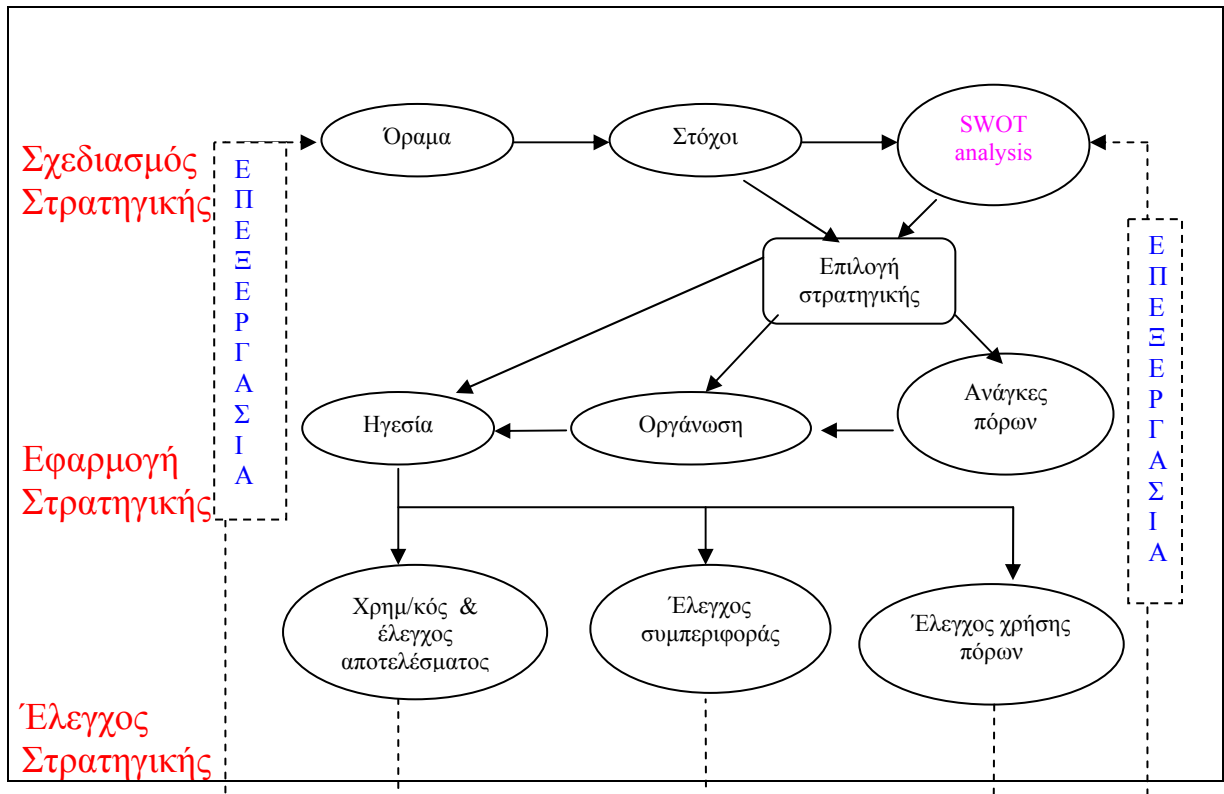 Όραμα
Στόχοι
SWOT
analysis
Σχεδιασμός
Στρατηγικής
Ε
Π
Ε
Ξ
Ε
Ρ
Γ
Α
Σ
Ι
Α
Επιλογή
στρατηγικής
Ε
Π
Ε
Ξ
Ε
Ρ
Γ
Α
Σ
Ι
Α
Ηγεσία
Οργάνωση
Ανάγκες
πόρων
Εφαρμογή
Στρατηγικής
Χρημ/κός &
έλεγχος
αποτελέσματος
Έλεγχος
συμπεριφοράς
Έλεγχος χρήσης
πόρων
Έλεγχος
Στρατηγικής